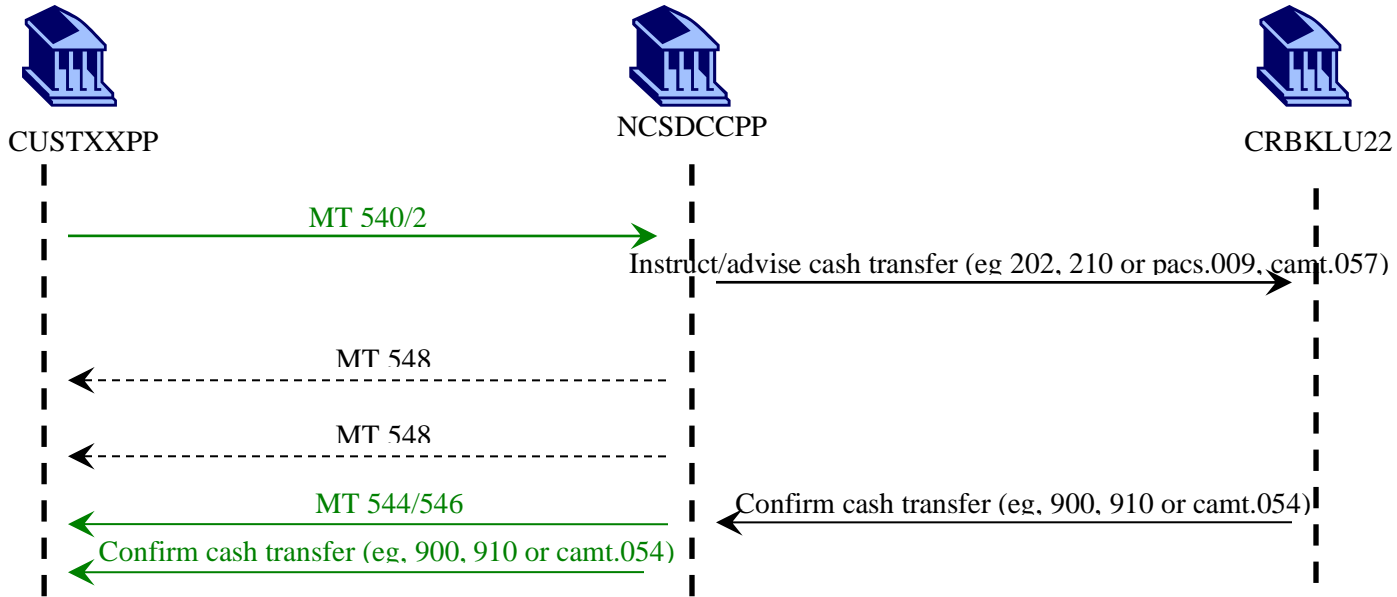 CUSTXXPP
NCSDCCPP
CRBKLU22
MT 540/2
Instruct/advise cash transfer (eg 202, 210 or pacs.009, camt.057)
MT 548
MT 548
MT 544/546
Confirm cash transfer (eg, 900, 910 or camt.054)
Confirm cash transfer (eg, 900, 910 or camt.054)